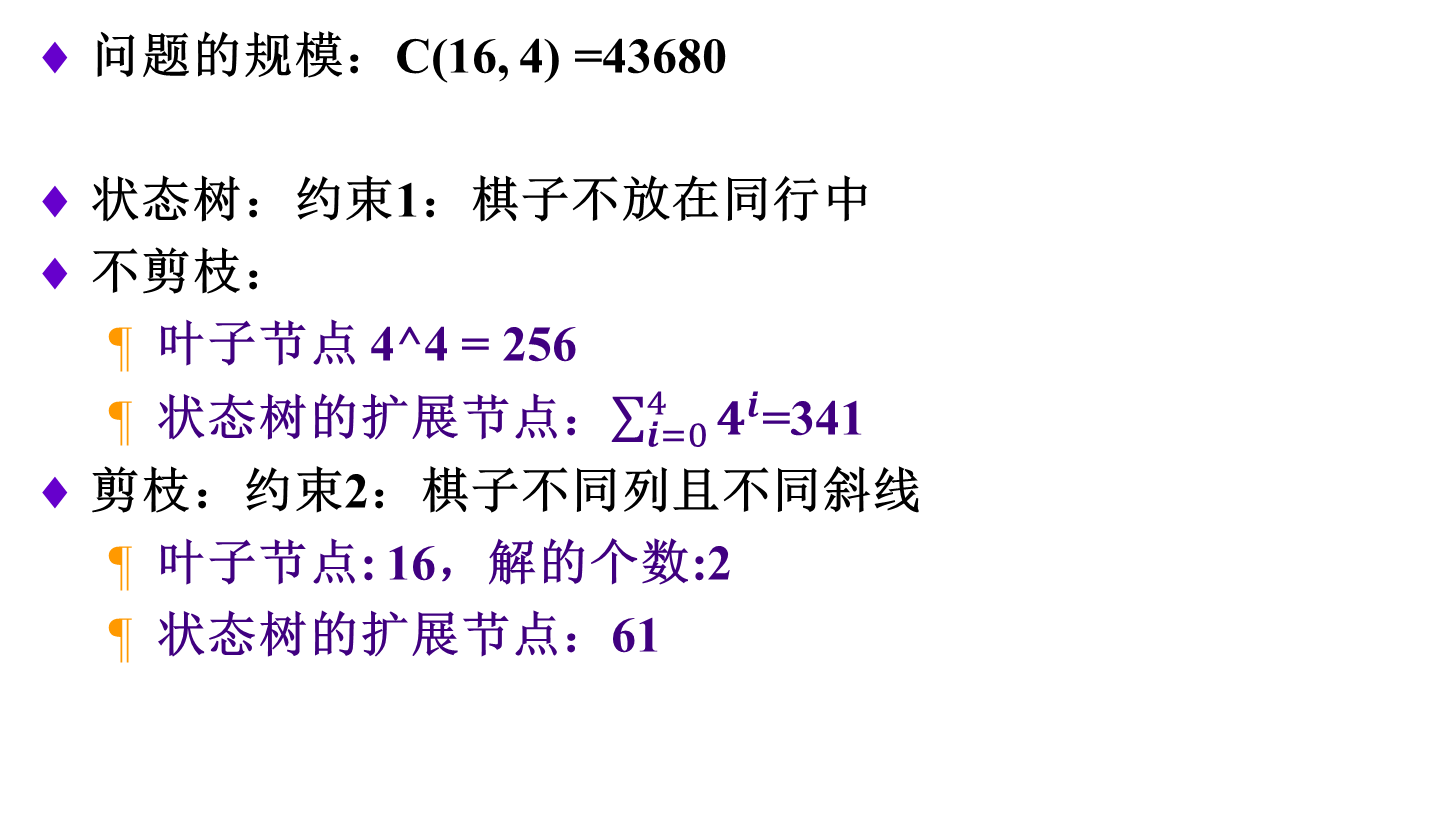 ♦ 问题的规模：C(16, 4) =43680
♦ 状态树：约束1：棋子不放在同行中
♦ 不剪枝：
¶ 叶子节点 4^4 = 256
¶ 状态树的扩展节点：∑_{i=0}^{4} 4^i=341
♦ 剪枝：约束2：棋子不同列且不同斜线
¶ 叶子节点: 16，解的个数:2
¶ 状态树的扩展节点：61